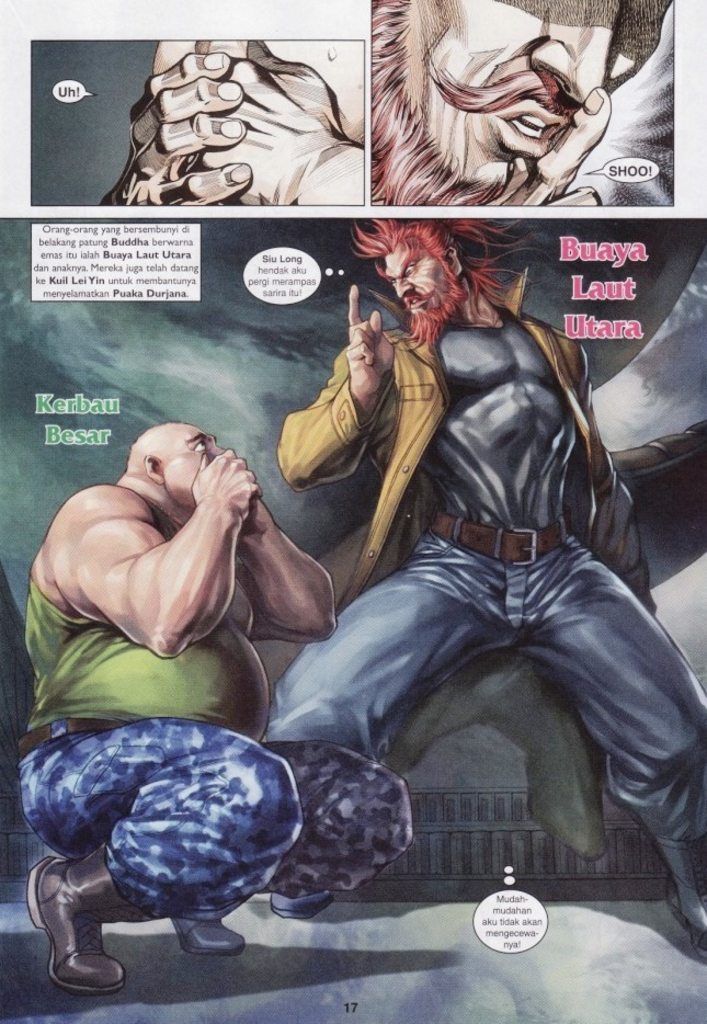 Uh!
SHOO!
Orang-orang yang bersembunyi di
belakang patung Buddha berwarna
emas itu ialah Buaya Laut Utara
dan anaknya. Mereka juga telah datang
ke Kuil Lei Yin untuk membantunya
menyelamatkan Puaka Durjana.
Siu Long
hendak aku
pergi merampas
sarira itu!
Buaya
Laut
Utara
Kerbau
Besar
Mudah-
mudahan
aku tidak akan
mengecewa-
nya!
17